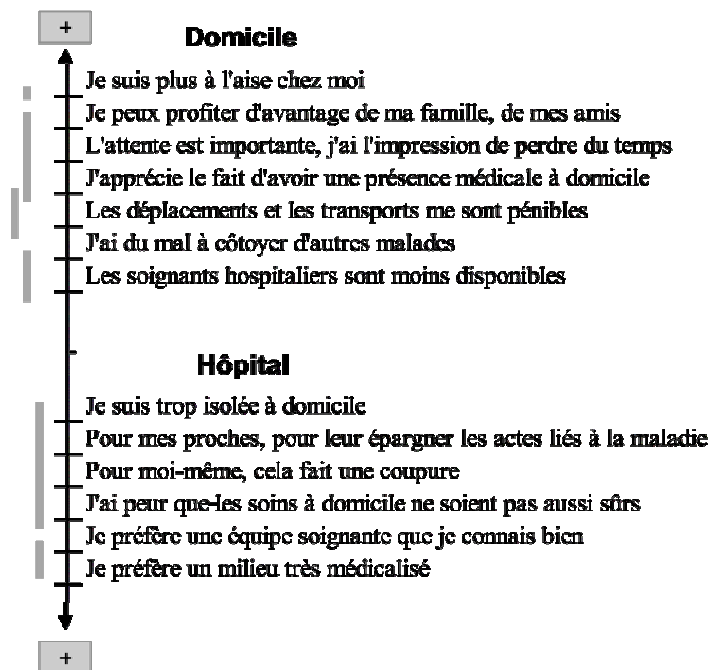 +
Domicile
Je suis plus à l'aise chez moi
Je peux profiter d'avantage de ma famille, de mes amis
L'attente est importante, j'ai l'impression de perdre du temps
J'apprécie le fait d'avoir une présence médicale à domicile
Les déplacements et les transports me sont pénibles
J'ai du mal à côtoyer d'autres malades
Les soignants hospitaliers sont moins disponibles
Hôpital
Je suis trop isolée à domicile
Pour mes proches, pour leur épargner les actes liés à la maladie
Pour moi-même, cela fait une coupure
J'ai peur que les soins à domicile ne soient pas aussi sûrs
Je préfère une équipe soignante que je connais bien
Je préfère un milieu très médicalisé
+